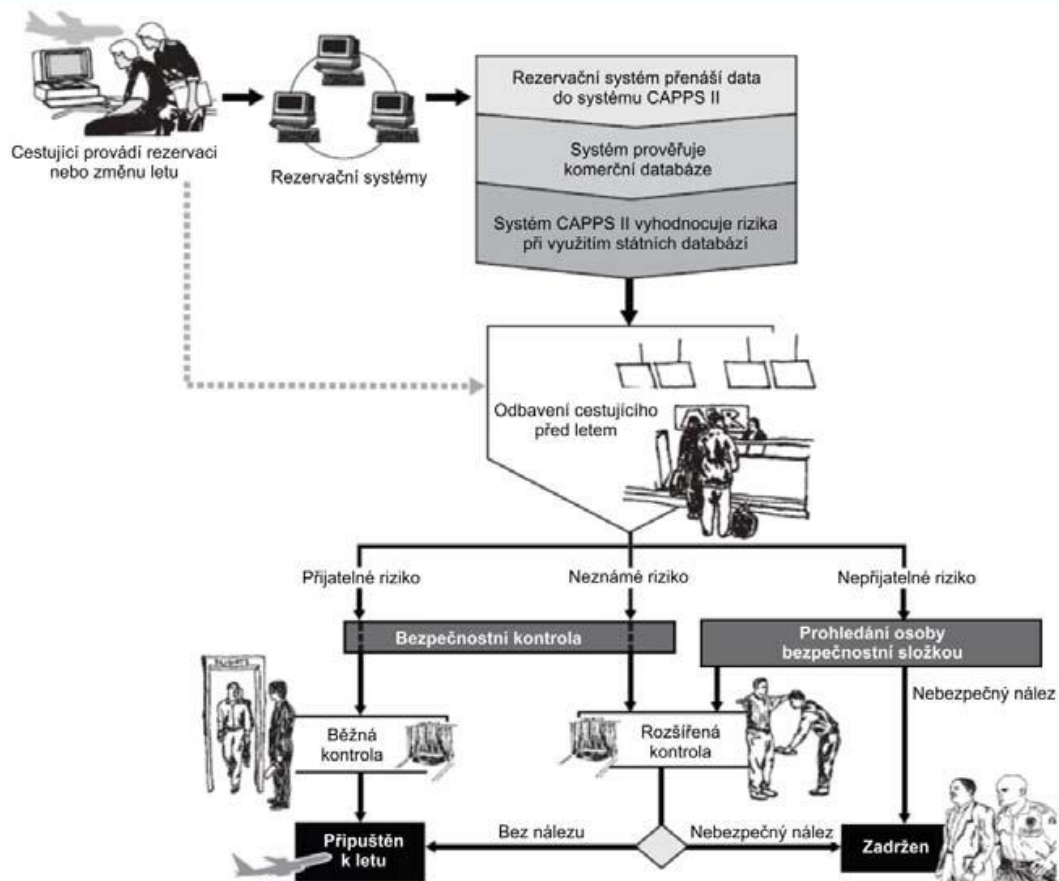 Cestující provádí rezervaci
nebo změnu letu
Rezervační systémy
Rezervační systém přenáší data
do systému CAPPS II
Systém prověřuje
komerční databáze
Systém CAPPS II vyhodnocuje rizika
při využitím státních databází
Odbavení cestujícího
před letem
Přijatelné riziko
Neznámé riziko
Nepřijatelné riziko
Bezpečnostní kontrola
Prohledání osoby
bezpečnostní složkou
Nebezpečný nález
Běžná
kontrola
Rozšířená
kontrola
Bez nálezu
Nebezpečný nález
Připuštěn
k letu
Zadržen